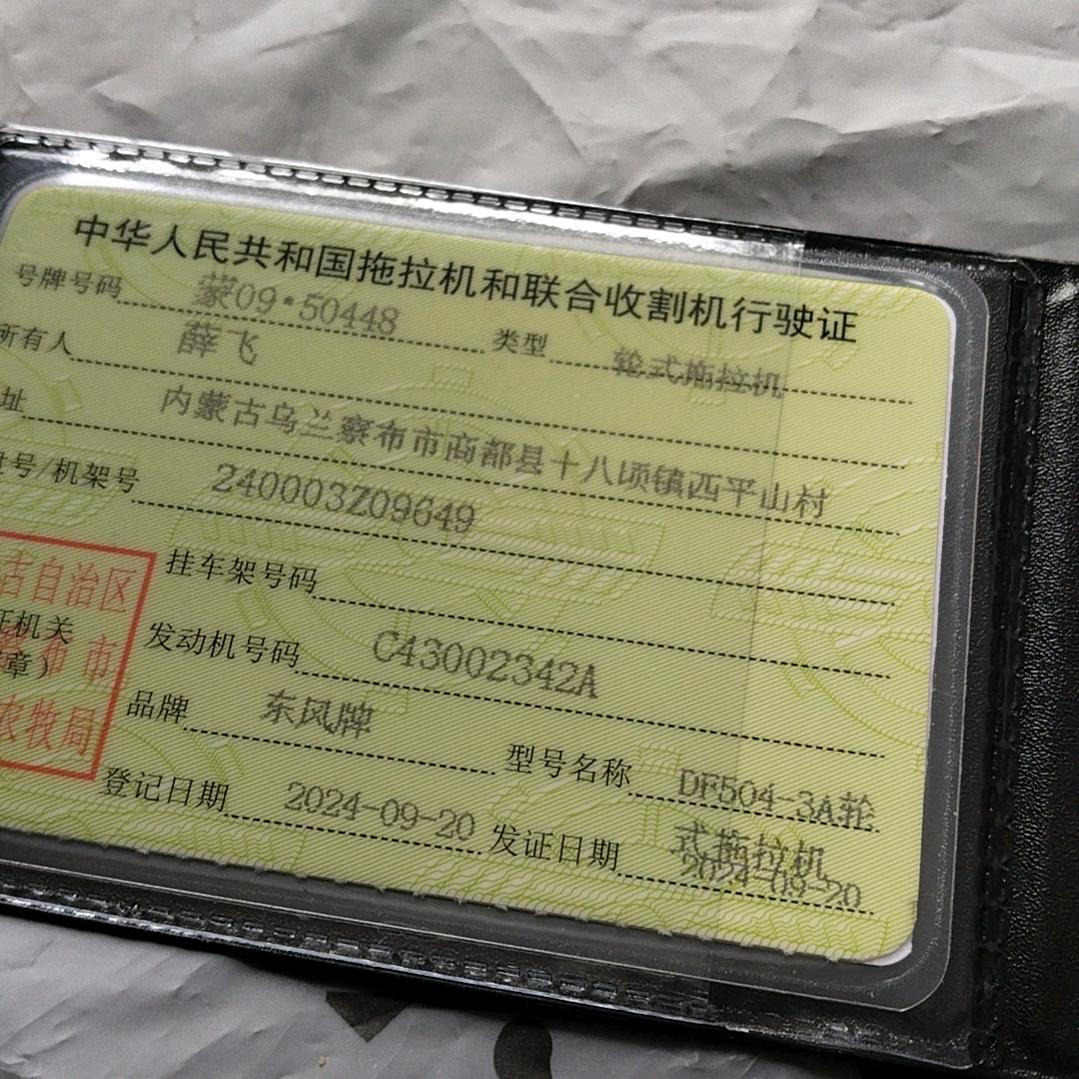 中华人民共和国拖拉机和联合收割机行驶证
号牌号码 蒙09*50448 类型 轮式拖拉机
所有人 薛飞
址 内蒙古乌兰察布市商都县十八顷镇西平山村
号/机架号 240003Z09649
挂车架号码
发动机号码 C43002342A
品牌 东风牌 型号名称 DF504-3A轮
式拖拉机
登记日期 2024-09-20 发证日期 2024-09-20
古自治区
证机关
布市
章)
农牧局